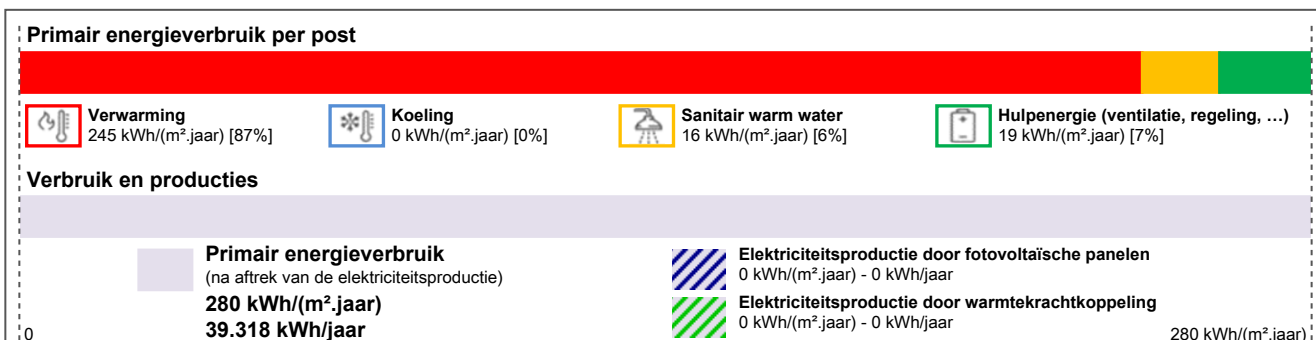 Primair energieverbruik per post
Verwarming
245 kWh/(m².jaar) [87%]
Koeling
0 kWh/(m².jaar) [0%]
Sanitair warm water
16 kWh/(m².jaar) [6%]
Hulpenergie (ventilatie, regeling, …)
19 kWh/(m².jaar) [7%]
Verbruik en producties
Primair energieverbruik
(na aftrek van de elektriciteitsproductie)
280 kWh/(m².jaar)
39.318 kWh/jaar
Elektriciteitsproductie door fotovoltaïsche panelen
0 kWh/(m².jaar) - 0 kWh/jaar
Elektriciteitsproductie door warmtekrachtkoppeling
0 kWh/(m².jaar) - 0 kWh/jaar
0
280 kWh/(m².jaar)